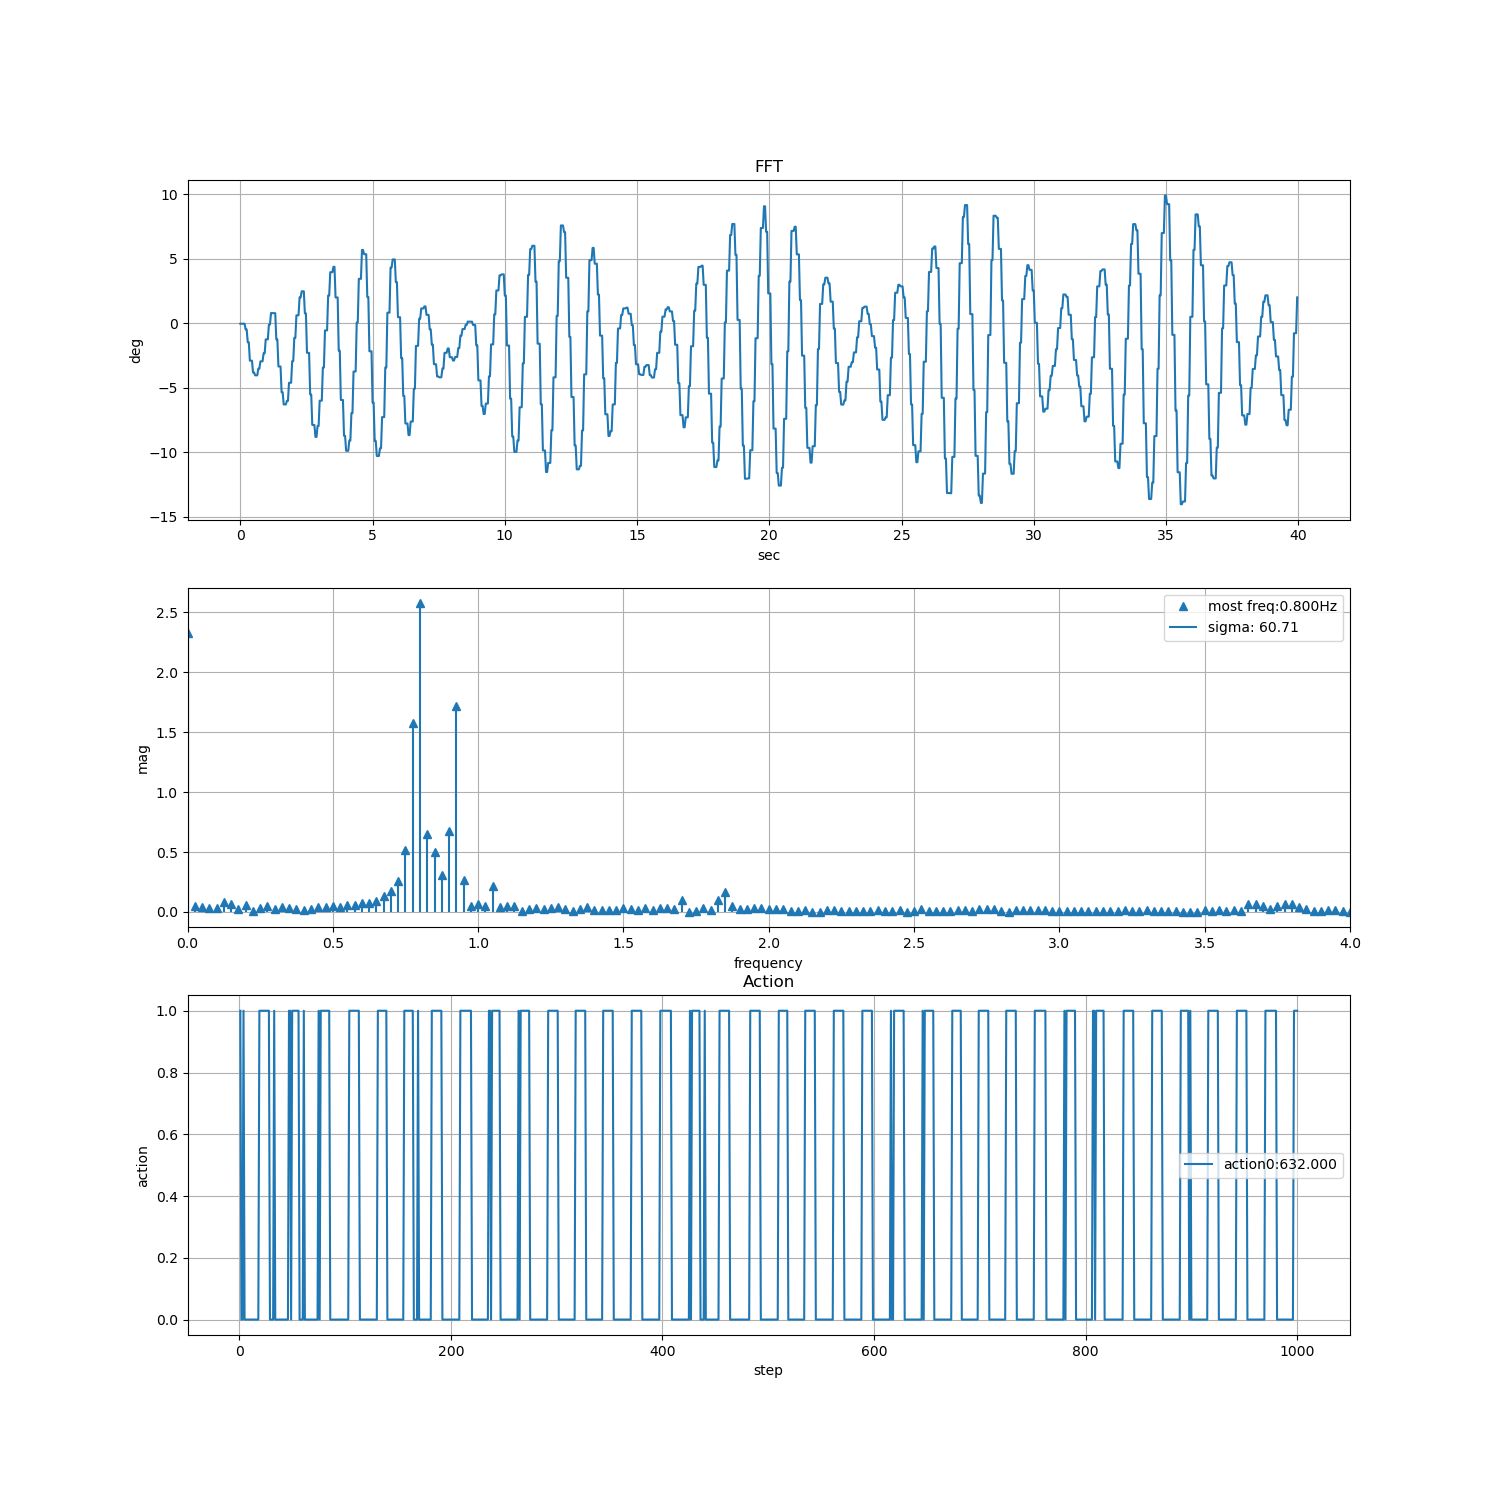 FFT
10
5
0
−5
−10
−15
deg
0 5 10 15 20 25 30 35 40
sec
2.5
2.0
1.5
1.0
0.5
0.0
mag
most freq:0.800Hz
sigma: 60.71
0.0 0.5 1.0 1.5 2.0 2.5 3.0 3.5 4.0
frequency
Action
1.0
0.8
0.6
0.4
0.2
0.0
action
action0:632.000
0 200 400 600 800 1000
step